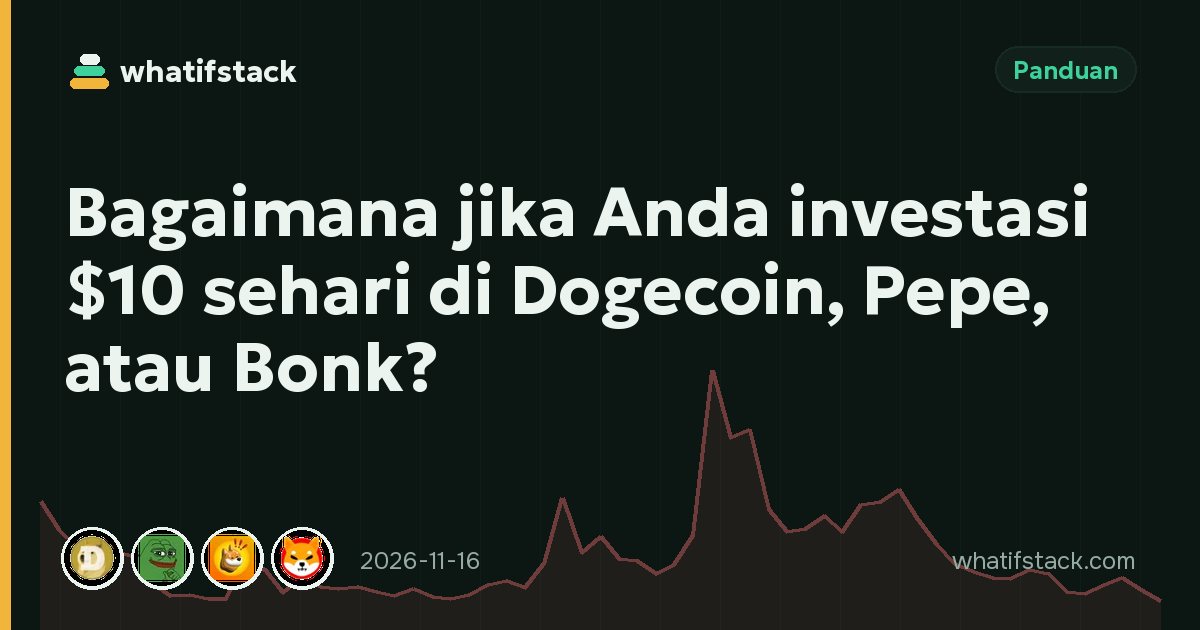 whatifstack
Panduan
Bagaimana jika Anda investasi
$10 sehari di Dogecoin, Pepe,
atau Bonk?
2026-11-16
whatifstack.com